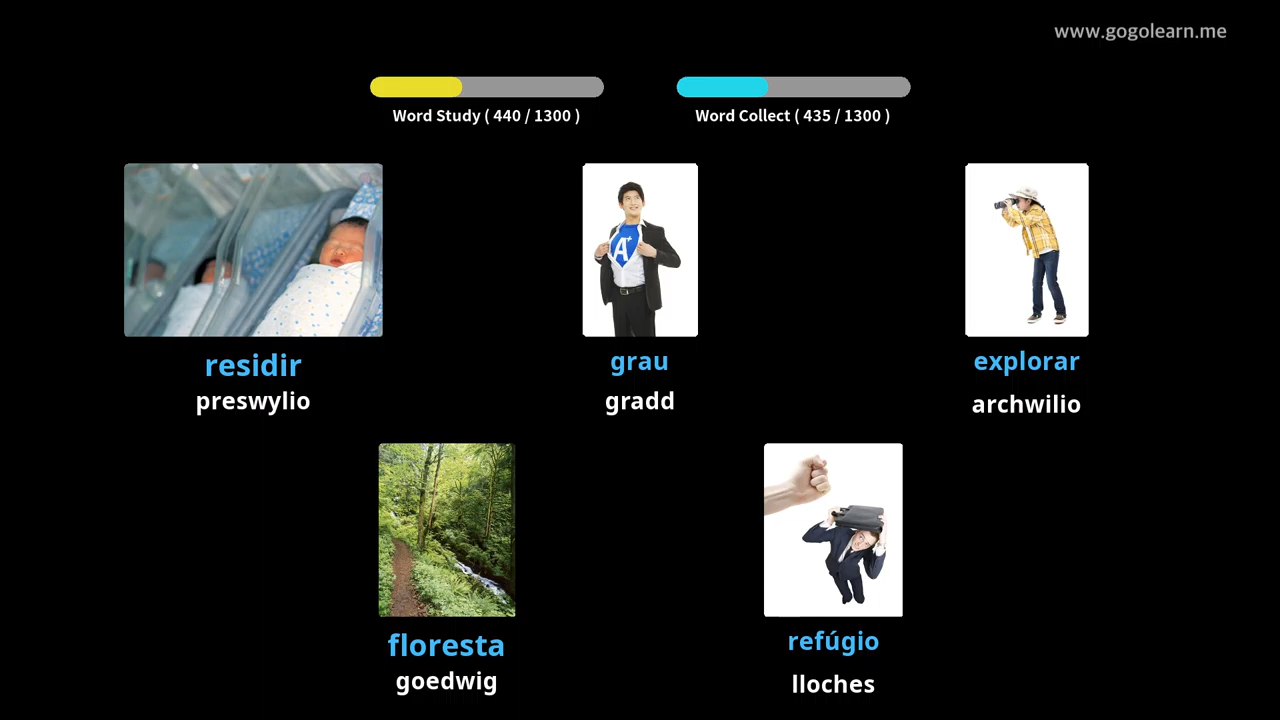 www.gogolearn.me
Word Study ( 440 / 1300 )
Word Collect ( 435 / 1300 )
A+
residir
preswylio
grau
gradd
explorar
archwilio
floresta
goedwig
refúgio
lloches